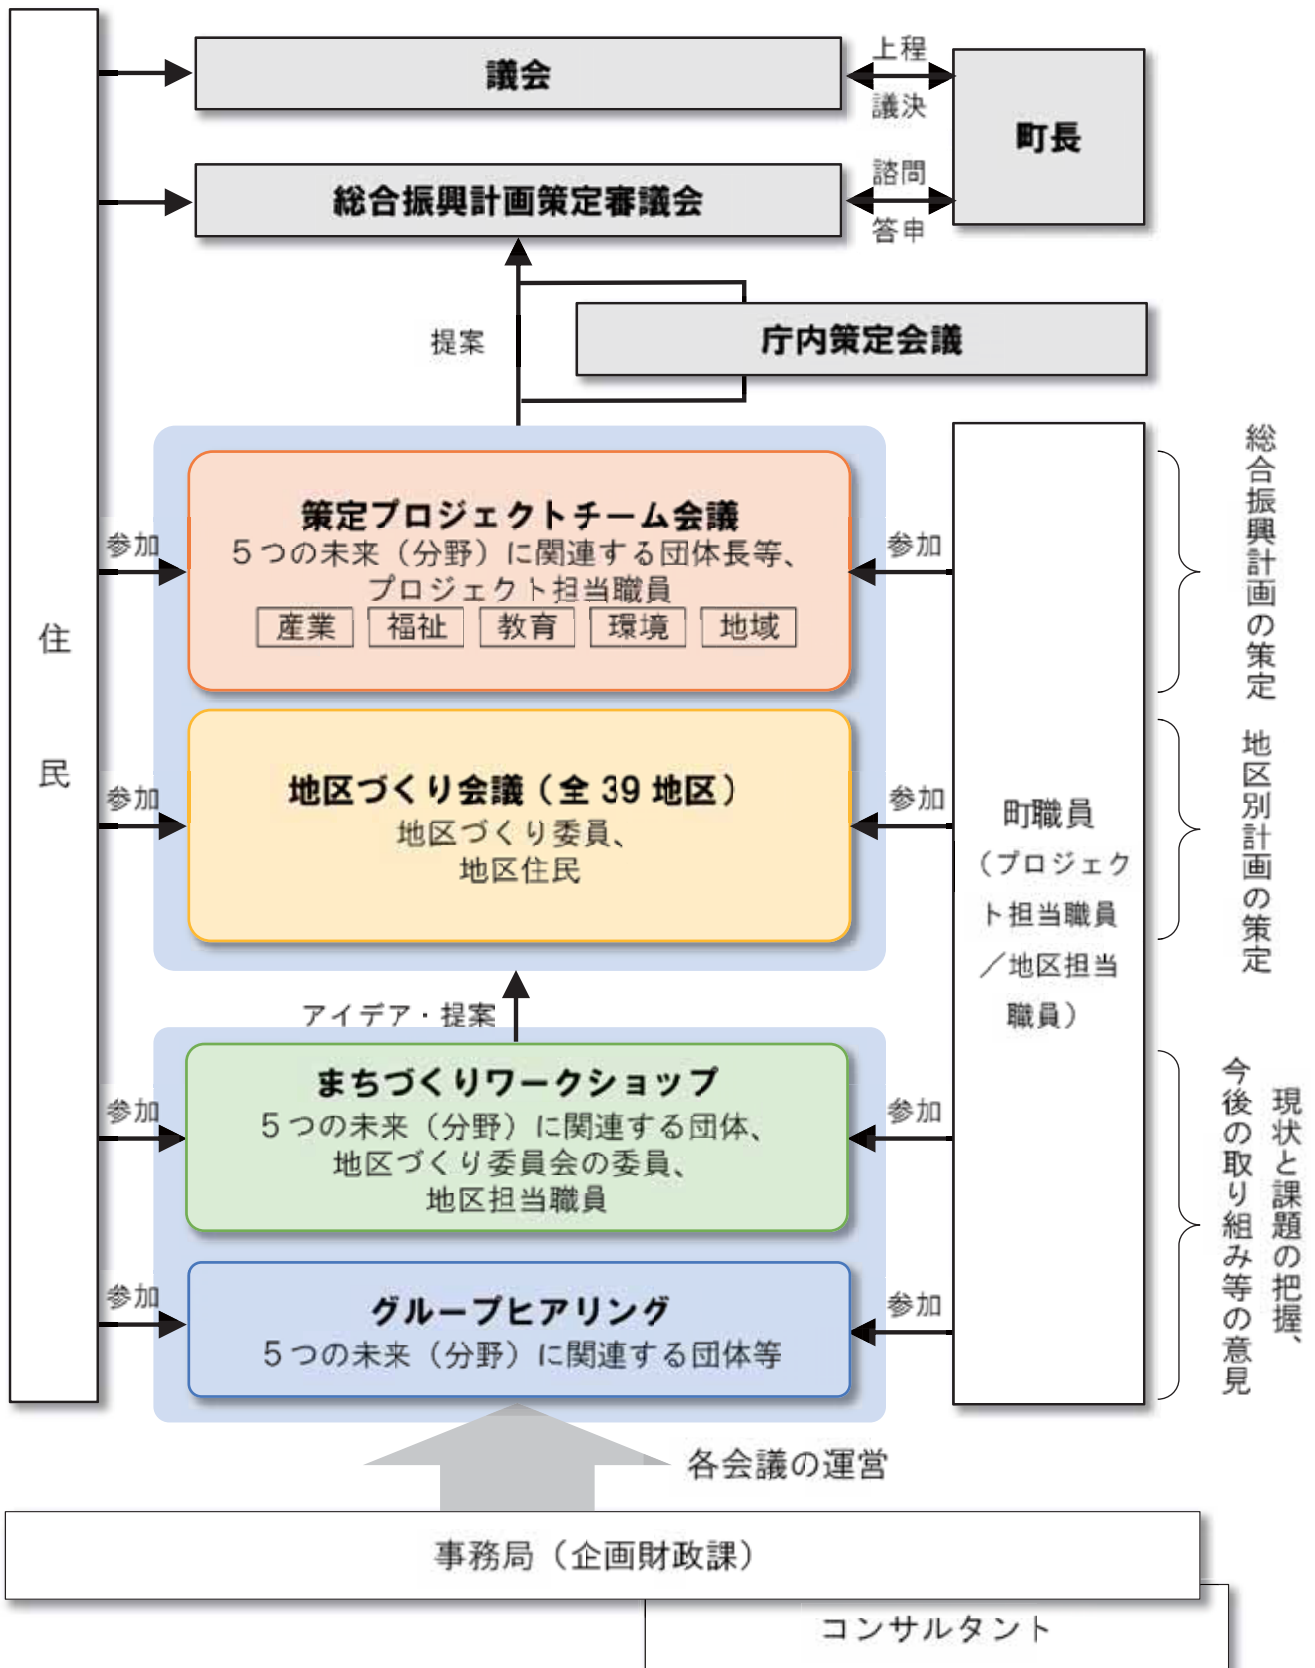 議会
上程
議決
町長
総合振興計画策定審議会
諮問
答申
提案
庁内策定会議
住民
策定プロジェクトチーム会議
5つの未来（分野）に関連する団体長等、
プロジェクト担当職員
産業 福祉 教育 環境 地域
参加
参加
総合振興計画の策定
地区づくり会議（全 39 地区）
地区づくり委員、
地区住民
参加
参加
町職員
（プロジェク
ト担当職員
／地区担当
職員）
地区別計画の策定
アイデア・提案
まちづくりワークショップ
5つの未来（分野）に関連する団体、
地区づくり委員会の委員、
地区担当職員
参加
参加
現状と課題の把握、
今後の取り組み等の意見
グループヒアリング
5つの未来（分野）に関連する団体等
参加
参加
各会議の運営
事務局（企画財政課）
コンサルタント